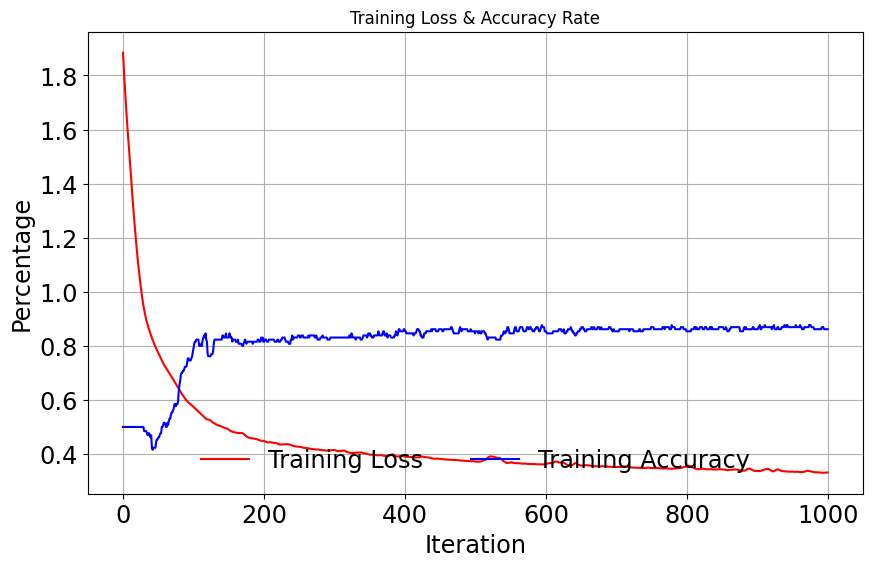 Training Loss & Accuracy Rate
1.8
1.6
1.4
1.2
1.0
0.8
0.6
0.4
Percentage
Training Loss Training Accuracy
0 200 400 600 800 1000
Iteration